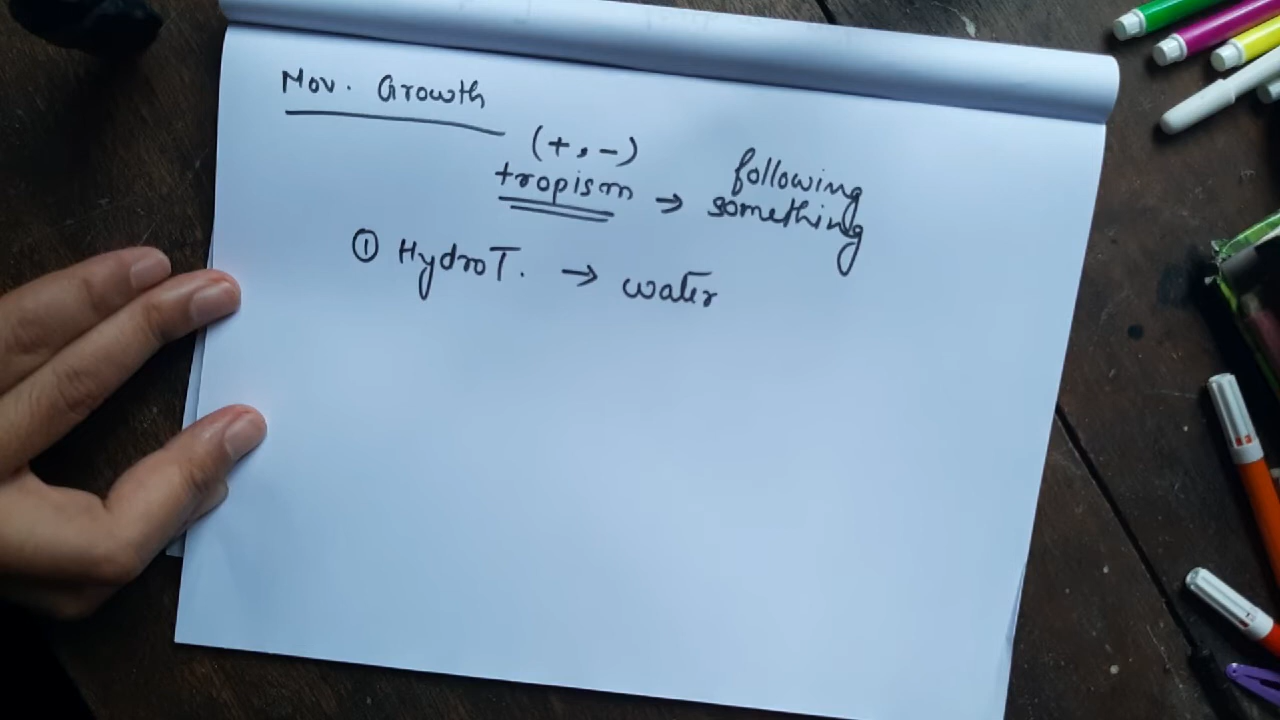 Mov. Growth
(+, -)
tropism → following something
① HydroT. → water